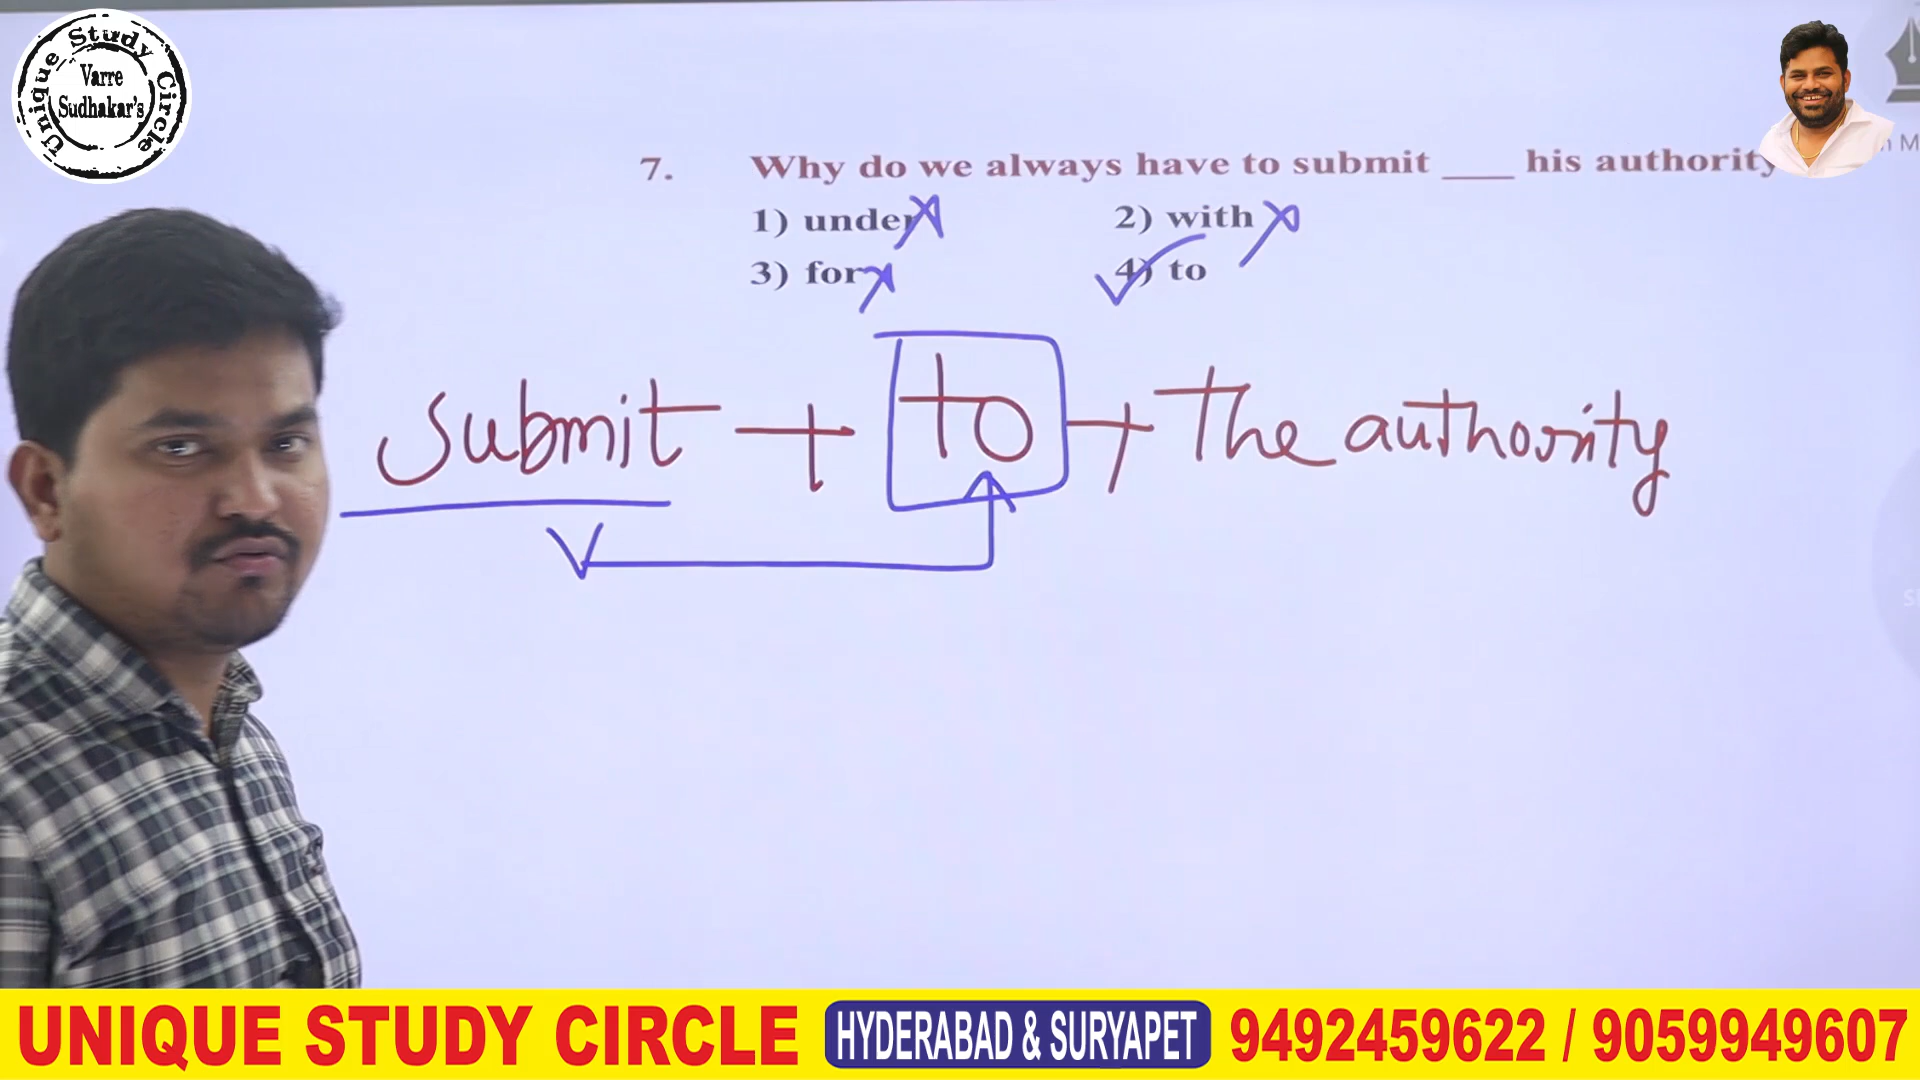 Unique Study Circle
Varre
Sudhakar's
7. Why do we always have to submit ____ his authority
1) under 2) with
3) for 4) to
Submit + to + The authority
UNIQUE STUDY CIRCLE HYDERABAD & SURYAPET 9492459622 / 9059949607